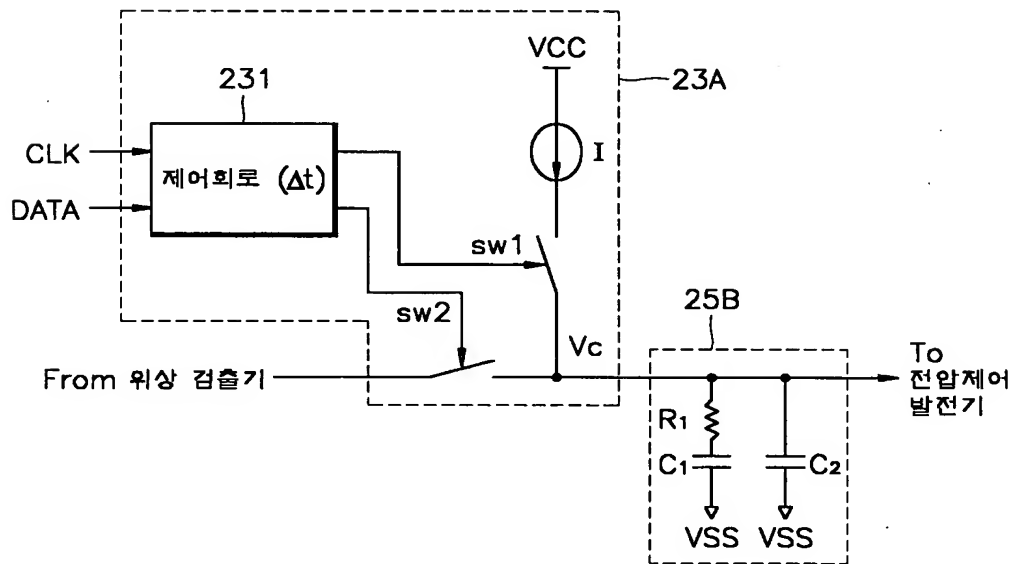 VCC
231
23A
CLK
제어회로 (Δt)
I
DATA
sw1
sw2
25B
Vc
From 위상 검출기
To
전압제어
발전기
R1
C1
C2
VSS
VSS